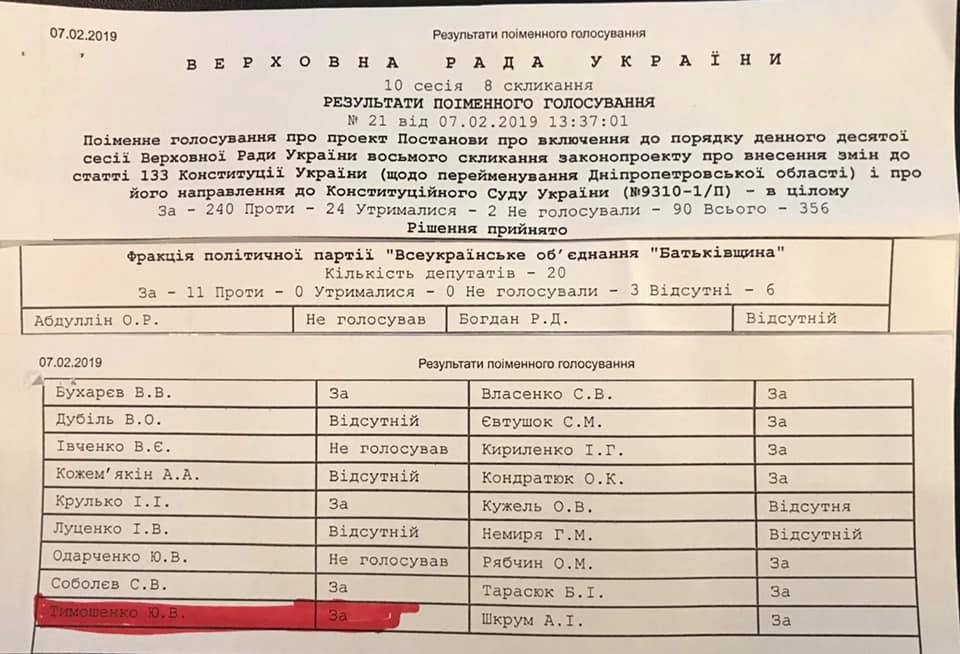 07.02.2019 Результати поіменного голосування
ВЕРХОВНА РАДА УКРАЇНИ
10 сесія 8 скликання
РЕЗУЛЬТАТИ ПОІМЕННОГО ГОЛОСУВАННЯ
№ 21 від 07.02.2019 13:37:01
Поіменне голосування про проект Постанови про включення до порядку денного десятої
сесії Верховної Ради України восьмого скликання законопроекту про внесення змін до
статті 133 Конституції України (щодо перейменування Дніпропетровської області) і про
його направлення до Конституційного Суду України (№9310-1/П) - в цілому
За - 240 Проти - 24 Утрималися - 2 Не голосували - 90 Всього - 356
Рішення прийнято
Фракція політичної партії "Всеукраїнське об'єднання "Батьківщина"
Кількість депутатів - 20
За - 11 Проти - 0 Утрималися - 0 Не голосували - 3 Відсутні - 6
Абдуллін О.Р. Не голосував Богдан Р.Д. Відсутній
07.02.2019 Результати поіменного голосування
Бухарєв В.В. За Власенко С.В. За
Дубіль В.О. Відсутній Євтушок С.М. За
Івченко В.Є. Не голосував Кириленко І.Г. За
Кожем'якін А.А. Відсутній Кондратюк О.К. За
Крулько І.І. За Кужель О.В. Відсутня
Луценко І.В. Відсутній Немиря Г.М. Відсутній
Одарченко Ю.В. Не голосував Рябчин О.М. За
Соболєв С.В. За Тарасюк Б.І. За
Тимошенко Ю.В. За Шкрум А.І. За